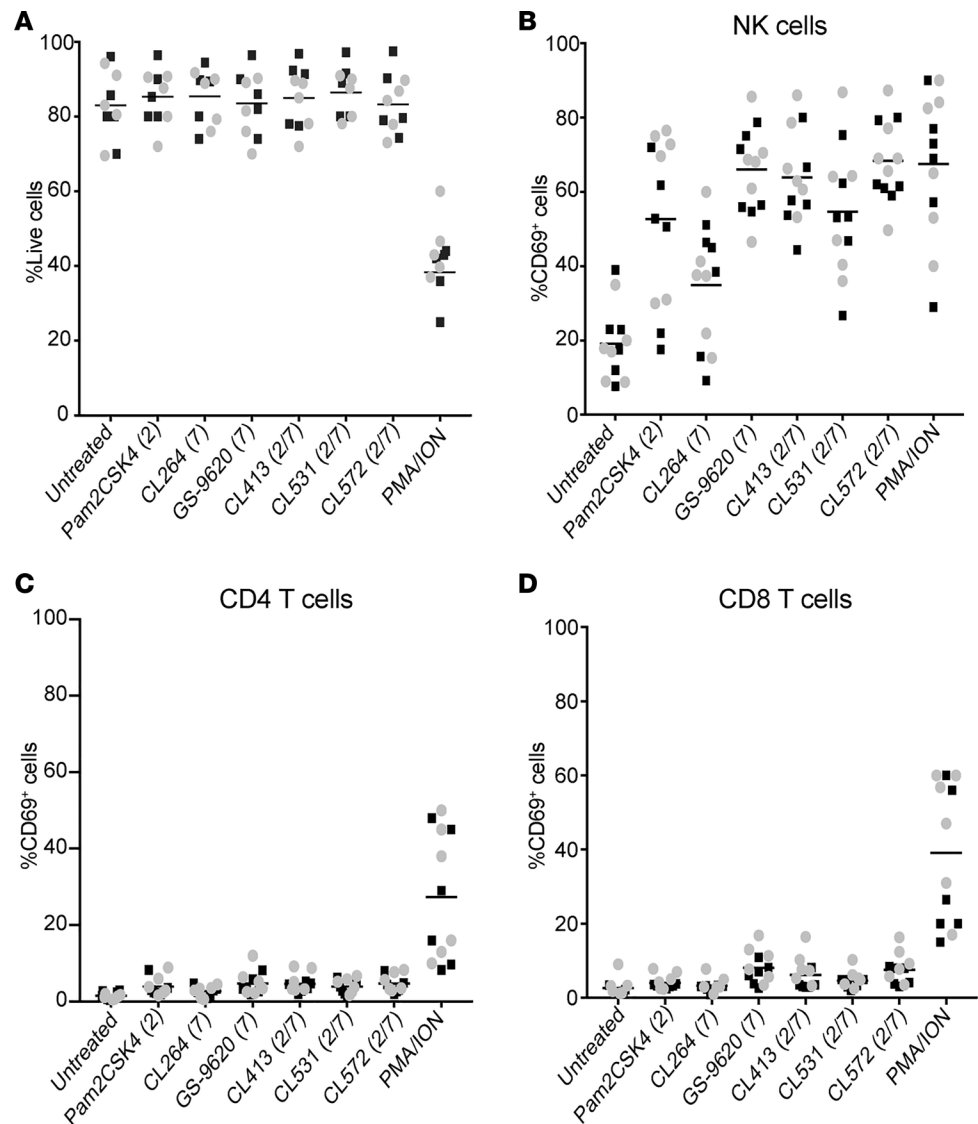 A
100
80
60
40
20
0
%Live cells
Untreated
Pam2CSK4 (2)
CL264 (7)
GS-9620 (7)
CL413 (2/7)
CL531 (2/7)
CL572 (2/7)
PMA/ION
B
NK cells
100
80
60
40
20
0
%CD69⁺ cells
Untreated
Pam2CSK4 (2)
CL264 (7)
GS-9620 (7)
CL413 (2/7)
CL531 (2/7)
CL572 (2/7)
PMA/ION
C
CD4 T cells
100
80
60
40
20
0
%CD69⁺ cells
Untreated
Pam2CSK4 (2)
CL264 (7)
GS-9620 (7)
CL413 (2/7)
CL531 (2/7)
CL572 (2/7)
PMA/ION
D
CD8 T cells
100
80
60
40
20
0
%CD69⁺ cells
Untreated
Pam2CSK4 (2)
CL264 (7)
GS-9620 (7)
CL413 (2/7)
CL531 (2/7)
CL572 (2/7)
PMA/ION